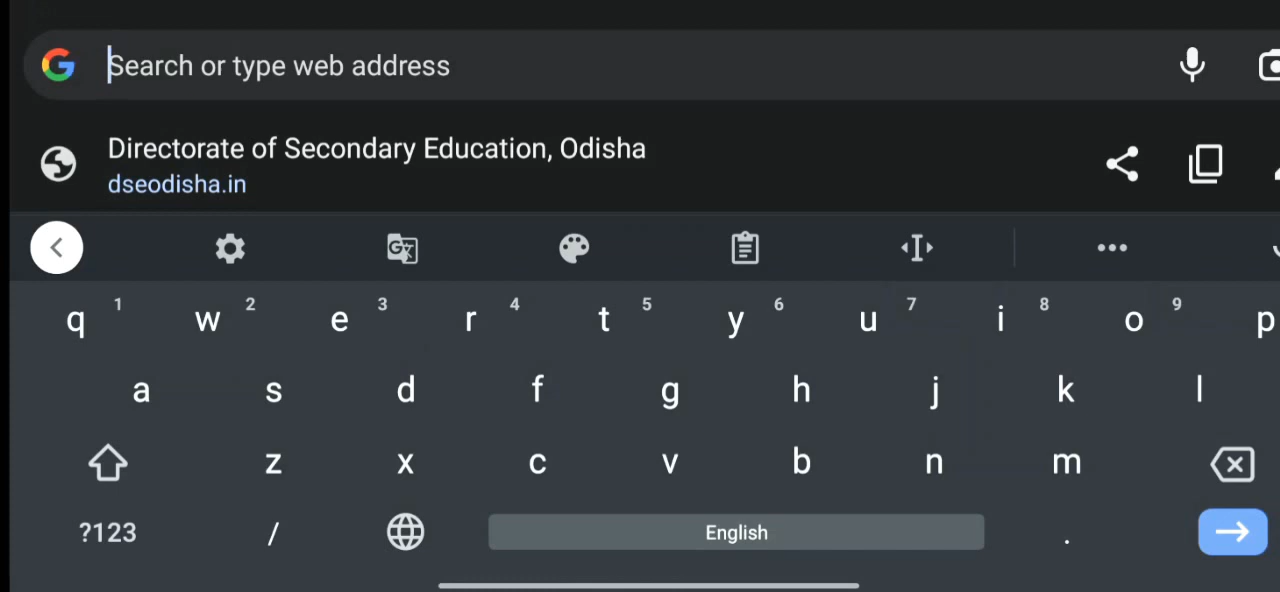 Search or type web address
Directorate of Secondary Education, Odisha
dseodisha.in
q 1 w 2 e 3 r 4 t 5 y 6 u 7 i 8 o 9 p
a s d f g h j k l
z x c v b n m
?123 / English .